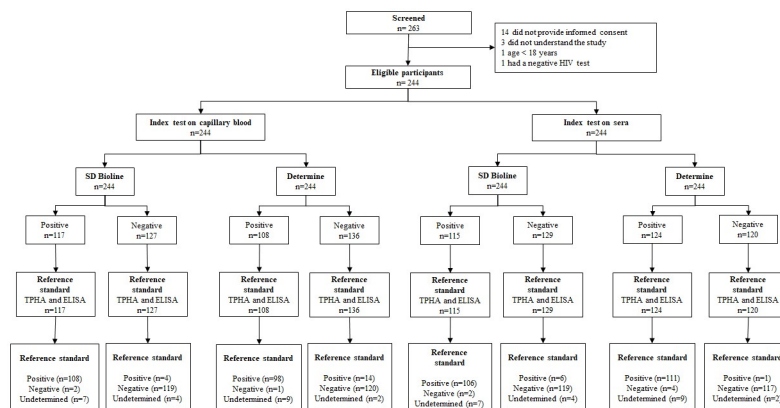 Screened
n= 263
14 did not provide informed consent
3 did not understand the study
1 age < 18 years
1 had a negative HIV test
Eligible participants
n= 244
Index test on capillary blood
n=244
Index test on sera
n=244
SD Bioline
n=244
Determine
n=244
SD Bioline
n=244
Determine
n=244
Positive
n=117
Negative
n=127
Positive
n=108
Negative
n=136
Positive
n=115
Negative
n=129
Positive
n=124
Negative
n=120
Reference
standard
TPHA and ELISA
n=117
Reference
standard
TPHA and ELISA
n=127
Reference
standard
TPHA and ELISA
n=108
Reference
standard
TPHA and ELISA
n=136
Reference
standard
TPHA and ELISA
n=115
Reference
standard
TPHA and ELISA
n=129
Reference
standard
TPHA and ELISA
n=124
Reference
standard
TPHA and ELISA
n=120
Reference standard
Positive (n=108)
Negative (n=2)
Undetermined (n=7)
Reference standard
Positive (n=4)
Negative (n=119)
Undetermined (n=4)
Reference standard
Positive (n=98)
Negative (n=1)
Undetermined (n=9)
Reference standard
Positive (n=14)
Negative (n=120)
Undetermined (n=2)
Reference standard
Positive (n=106)
Negative (n=2)
Undetermined (n=7)
Reference standard
Positive (n=6)
Negative (n=119)
Undetermined (n=4)
Reference standard
Positive (n=111)
Negative (n=4)
Undetermined (n=9)
Reference standard
Positive (n=1)
Negative (n=117)
Undetermined (n=2